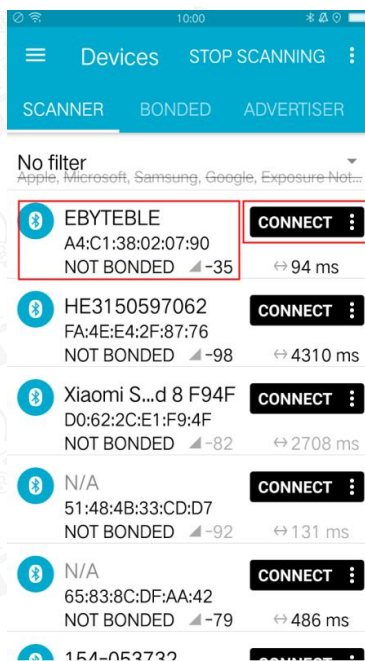 10:00
Devices STOP SCANNING
SCANNER BONDED ADVERTISER
No filter
Apple, Microsoft, Samsung, Google, Exposure Not...
EBYTEBLE CONNECT
A4:C1:38:02:07:90
NOT BONDED -35 94 ms
HE3150597062 CONNECT
FA:4E:E4:2F:87:76
NOT BONDED -98 4310 ms
Xiaomi S...d 8 F94F CONNECT
D0:62:2C:E1:F9:4F
NOT BONDED -82 2708 ms
N/A CONNECT
51:48:4B:33:CD:D7
NOT BONDED -92 131 ms
N/A CONNECT
65:83:8C:DF:AA:42
NOT BONDED -79 486 ms
154-053732 CONNECT